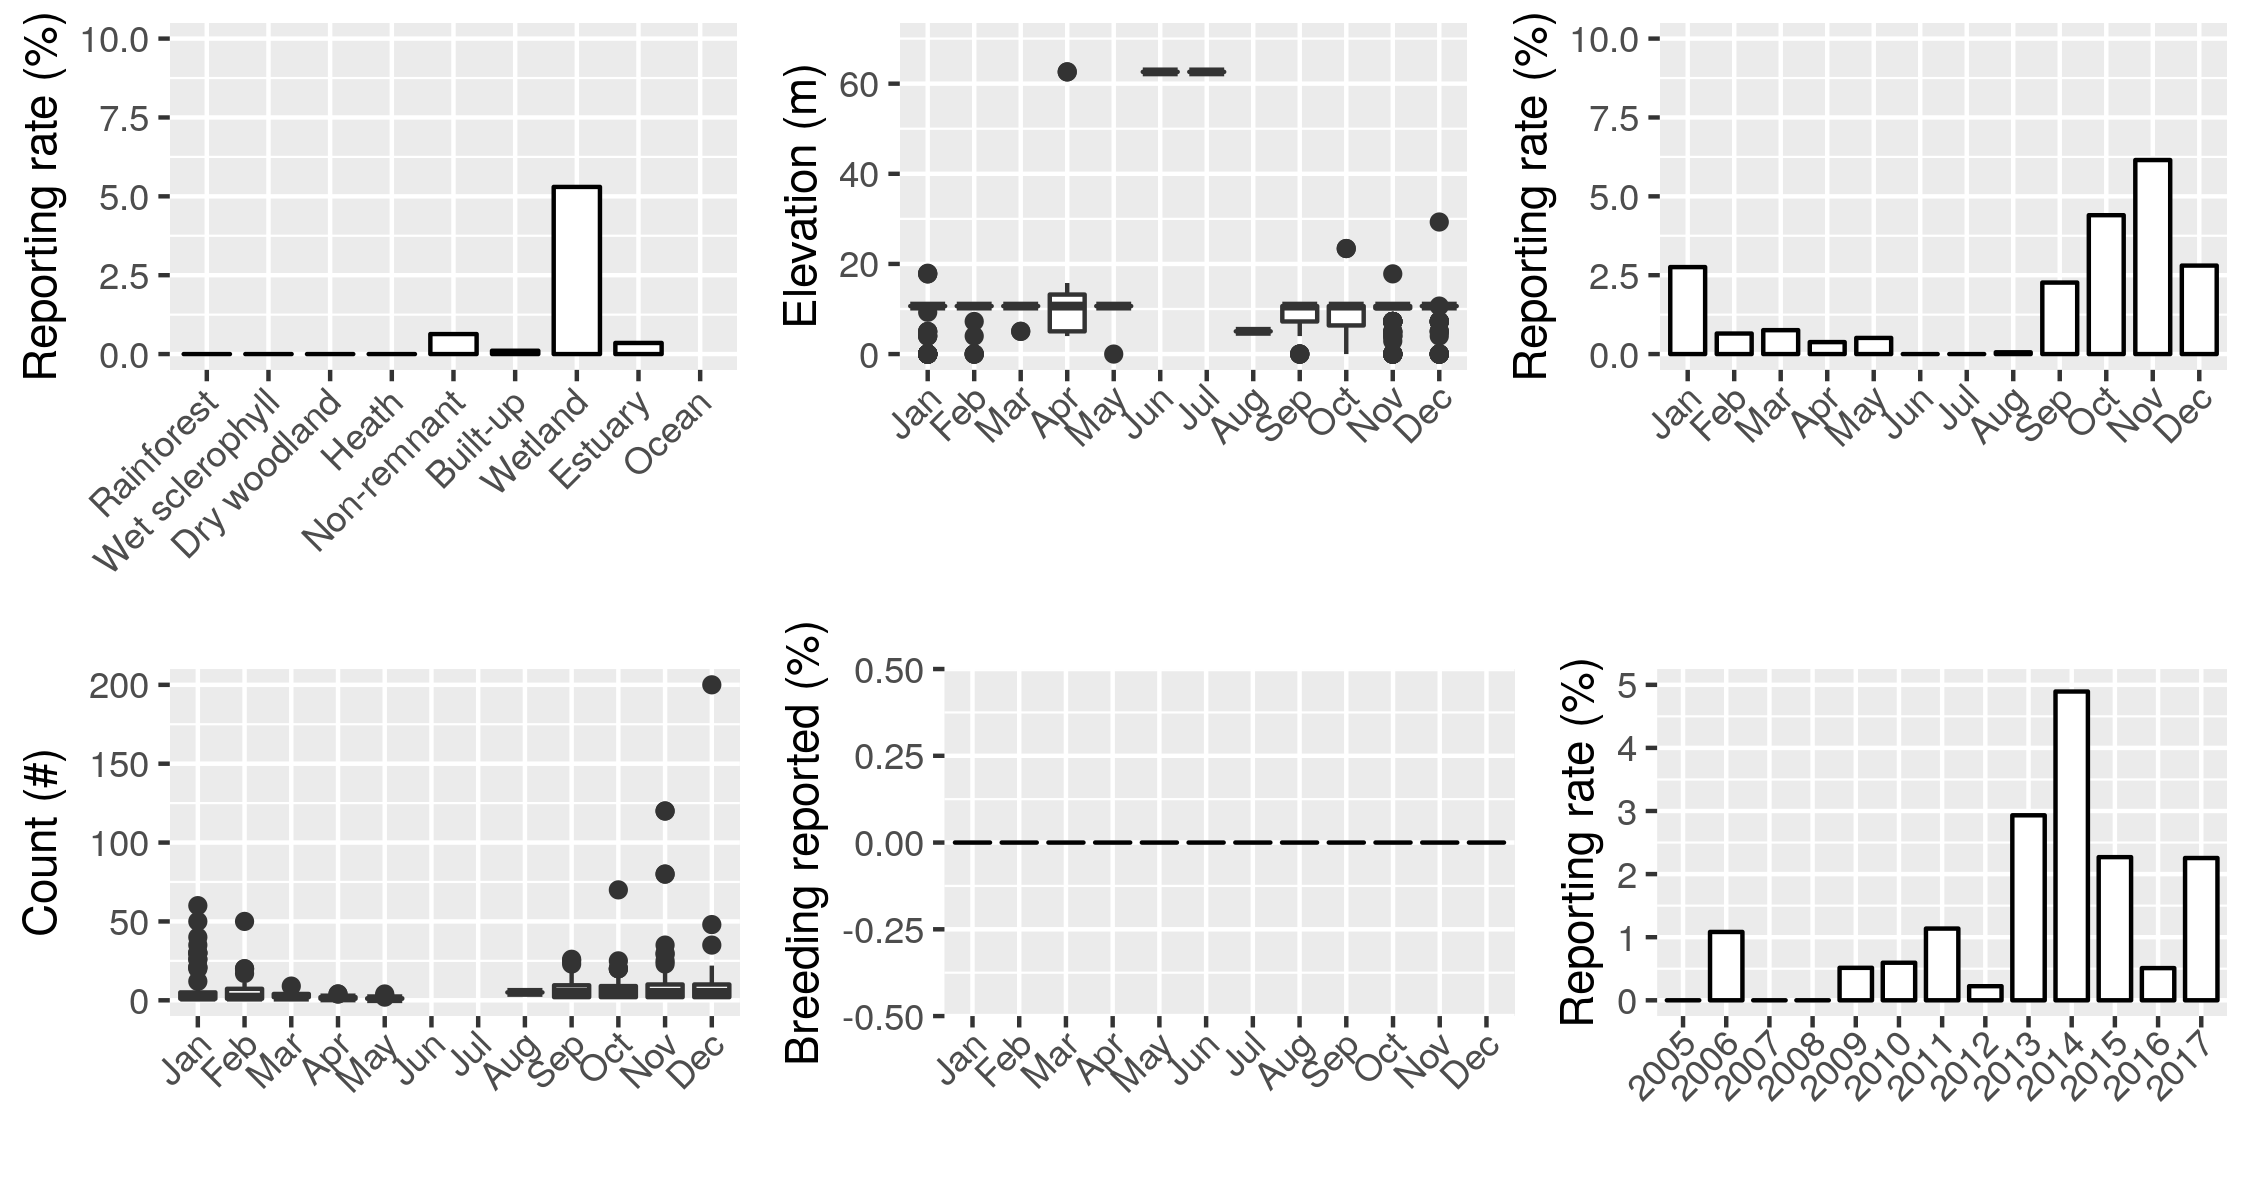 Reporting rate (%)
10.0
7.5
5.0
2.5
0.0
Rainforest
Wet sclerophyll
Dry woodland
Heath
Non-remnant
Built-up
Wetland
Estuary
Ocean
Elevation (m)
60
40
20
0
Jan
Feb
Mar
Apr
May
Jun
Jul
Aug
Sep
Oct
Nov
Dec
Reporting rate (%)
10.0
7.5
5.0
2.5
0.0
Jan
Feb
Mar
Apr
May
Jun
Jul
Aug
Sep
Oct
Nov
Dec
Count (#)
200
150
100
50
0
Jan
Feb
Mar
Apr
May
Jun
Jul
Aug
Sep
Oct
Nov
Dec
Breeding reported (%)
0.50
0.25
0.00
-0.25
-0.50
Jan
Feb
Mar
Apr
May
Jun
Jul
Aug
Sep
Oct
Nov
Dec
Reporting rate (%)
5
4
3
2
1
0
2005
2006
2007
2008
2009
2010
2011
2012
2013
2014
2015
2016
2017